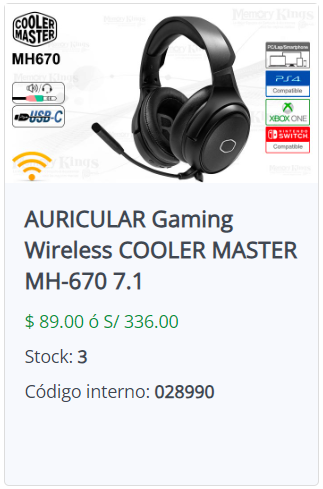 COOLER
MASTER
MH670
USB-C
PC/Lap/Smartphone
PS4
Compatible
XBOX ONE
NINTENDO
SWITCH
Compatible
Memory Kings
AURICULAR Gaming
Wireless COOLER MASTER
MH-670 7.1
$ 89.00 ó S/ 336.00
Stock: 3
Código interno: 028990